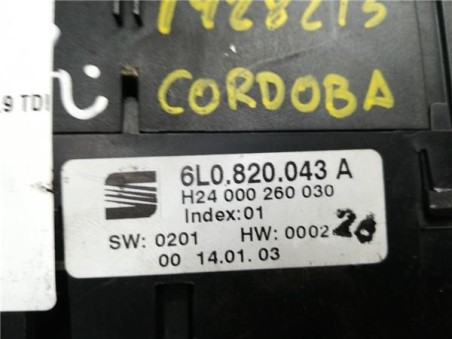 1428215
CORDOBA
.9 TDI
6L0.820.043 A
H24 000 260 030
Index:01
SW: 0201 HW: 0002 26
00 14.01.03